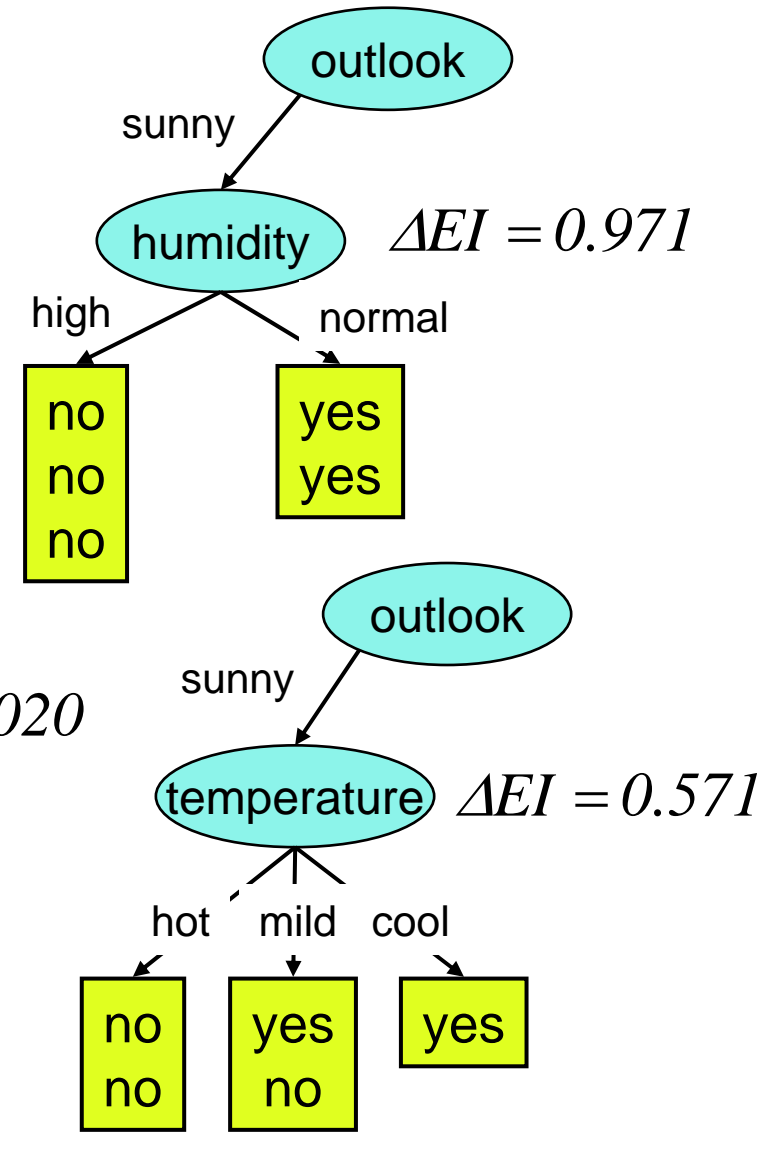 outlook
sunny
humidity
ΔEI = 0.971
high normal
no
no
no
yes
yes
outlook
sunny
020
temperature
ΔEI = 0.571
hot mild cool
no
no
yes
no
yes